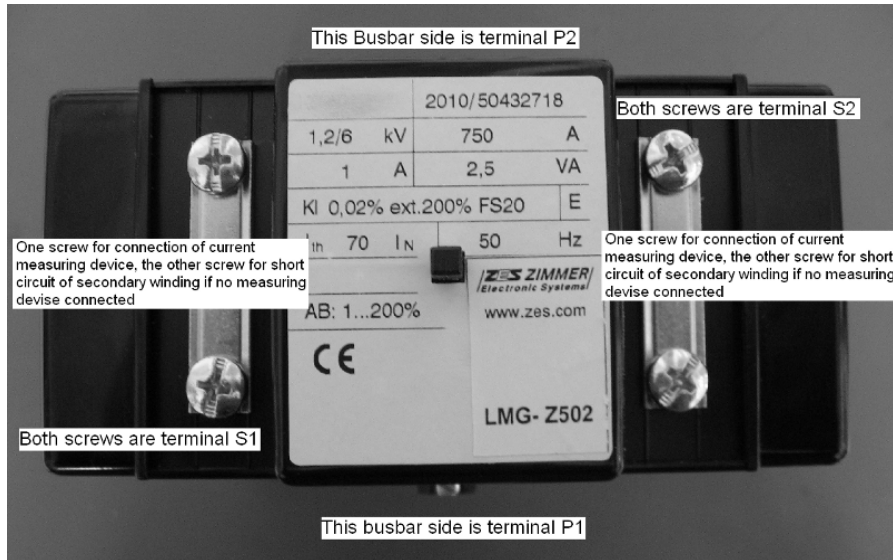 This Busbar side is terminal P2
2010/50432718
Both screws are terminal S2
1,2/6 kV 750 A
1 A 2,5 VA
Kl 0,02% ext.200% FS20 E
Ith 70 IN 50 Hz
One screw for connection of current
measuring device, the other screw for short
circuit of secondary winding if no measuring
devise connected
One screw for connection of current
measuring device, the other screw for short
circuit of secondary winding if no measuring
devise connected
ZES ZIMMER
Electronic Systems
AB: 1...200%
www.zes.com
CE
LMG- Z502
Both screws are terminal S1
This busbar side is terminal P1